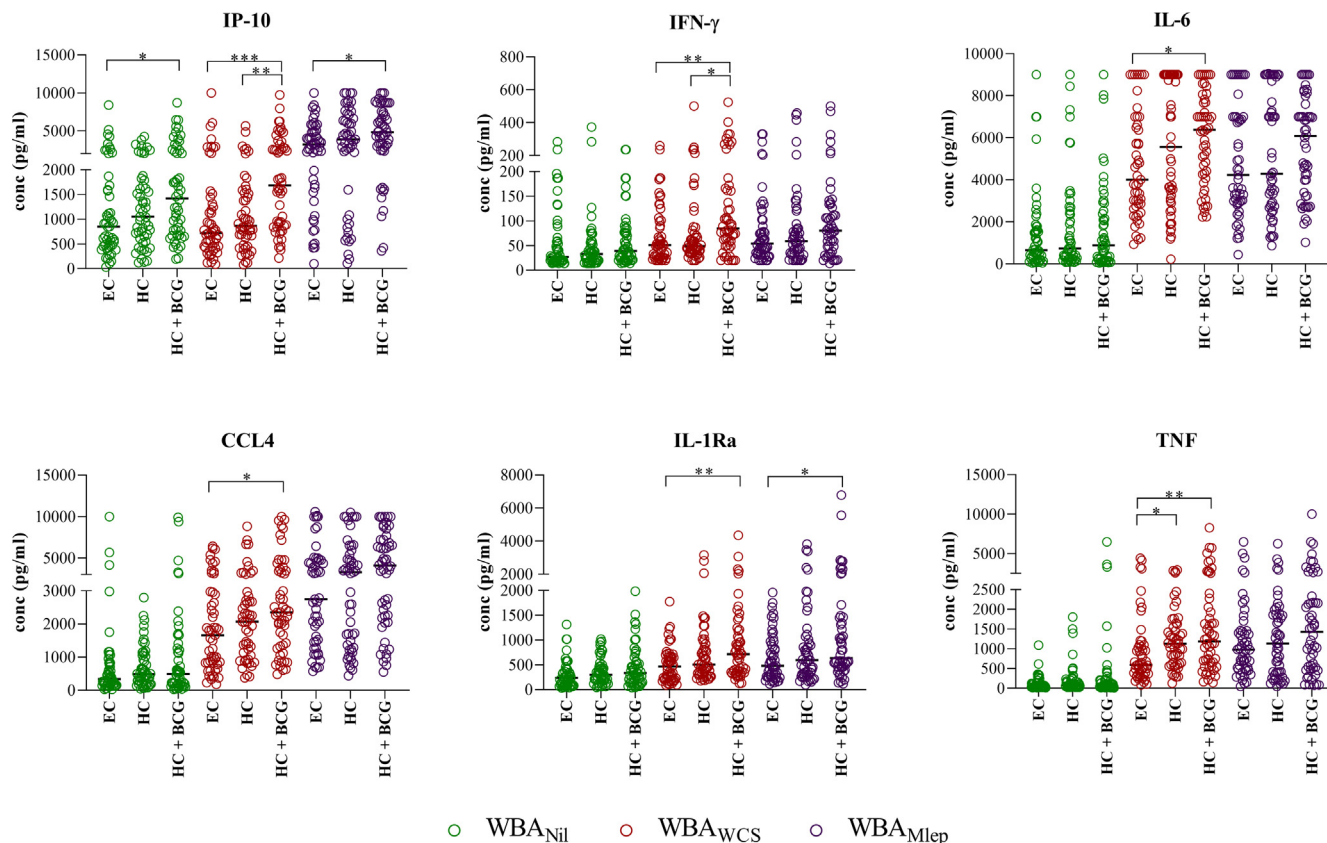 IP-10
IFN-γ
IL-6
conc (pg/ml)
15000
10000
5000
2000
1500
1000
500
0
*
***
**
*
EC
HC
HC + BCG
EC
HC
HC + BCG
EC
HC
HC + BCG
conc (pg/ml)
800
600
400
200
200
150
100
50
0
**
*
EC
HC
HC + BCG
EC
HC
HC + BCG
EC
HC
HC + BCG
conc (pg/ml)
10000
8000
6000
4000
2000
0
*
EC
HC
HC + BCG
EC
HC
HC + BCG
EC
HC
HC + BCG
CCL4
IL-1Ra
TNF
conc (pg/ml)
15000
10000
5000
3000
2000
1000
0
*
EC
HC
HC + BCG
EC
HC
HC + BCG
EC
HC
HC + BCG
conc (pg/ml)
8000
6000
4000
2000
2000
1500
1000
500
0
**
*
EC
HC
HC + BCG
EC
HC
HC + BCG
EC
HC
HC + BCG
conc (pg/ml)
15000
10000
5000
2500
2000
1500
1000
500
0
**
*
EC
HC
HC + BCG
EC
HC
HC + BCG
EC
HC
HC + BCG
WBANil WBAWCS WBAMlep